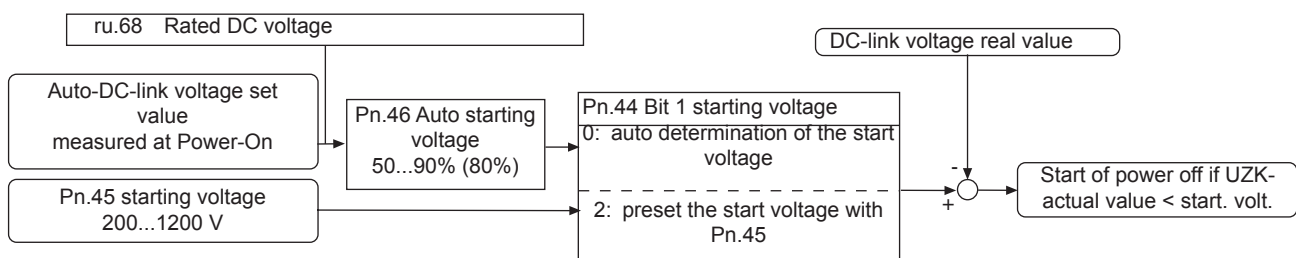 ru.68 Rated DC voltage
DC-link voltage real value
Auto-DC-link voltage set
value
measured at Power-On
Pn.46 Auto starting
voltage
50...90% (80%)
Pn.44 Bit 1 starting voltage
0: auto determination of the start
voltage
2: preset the start voltage with
Pn.45
Pn.45 starting voltage
200...1200 V
-
+
Start of power off if UZK-
actual value < start. volt.